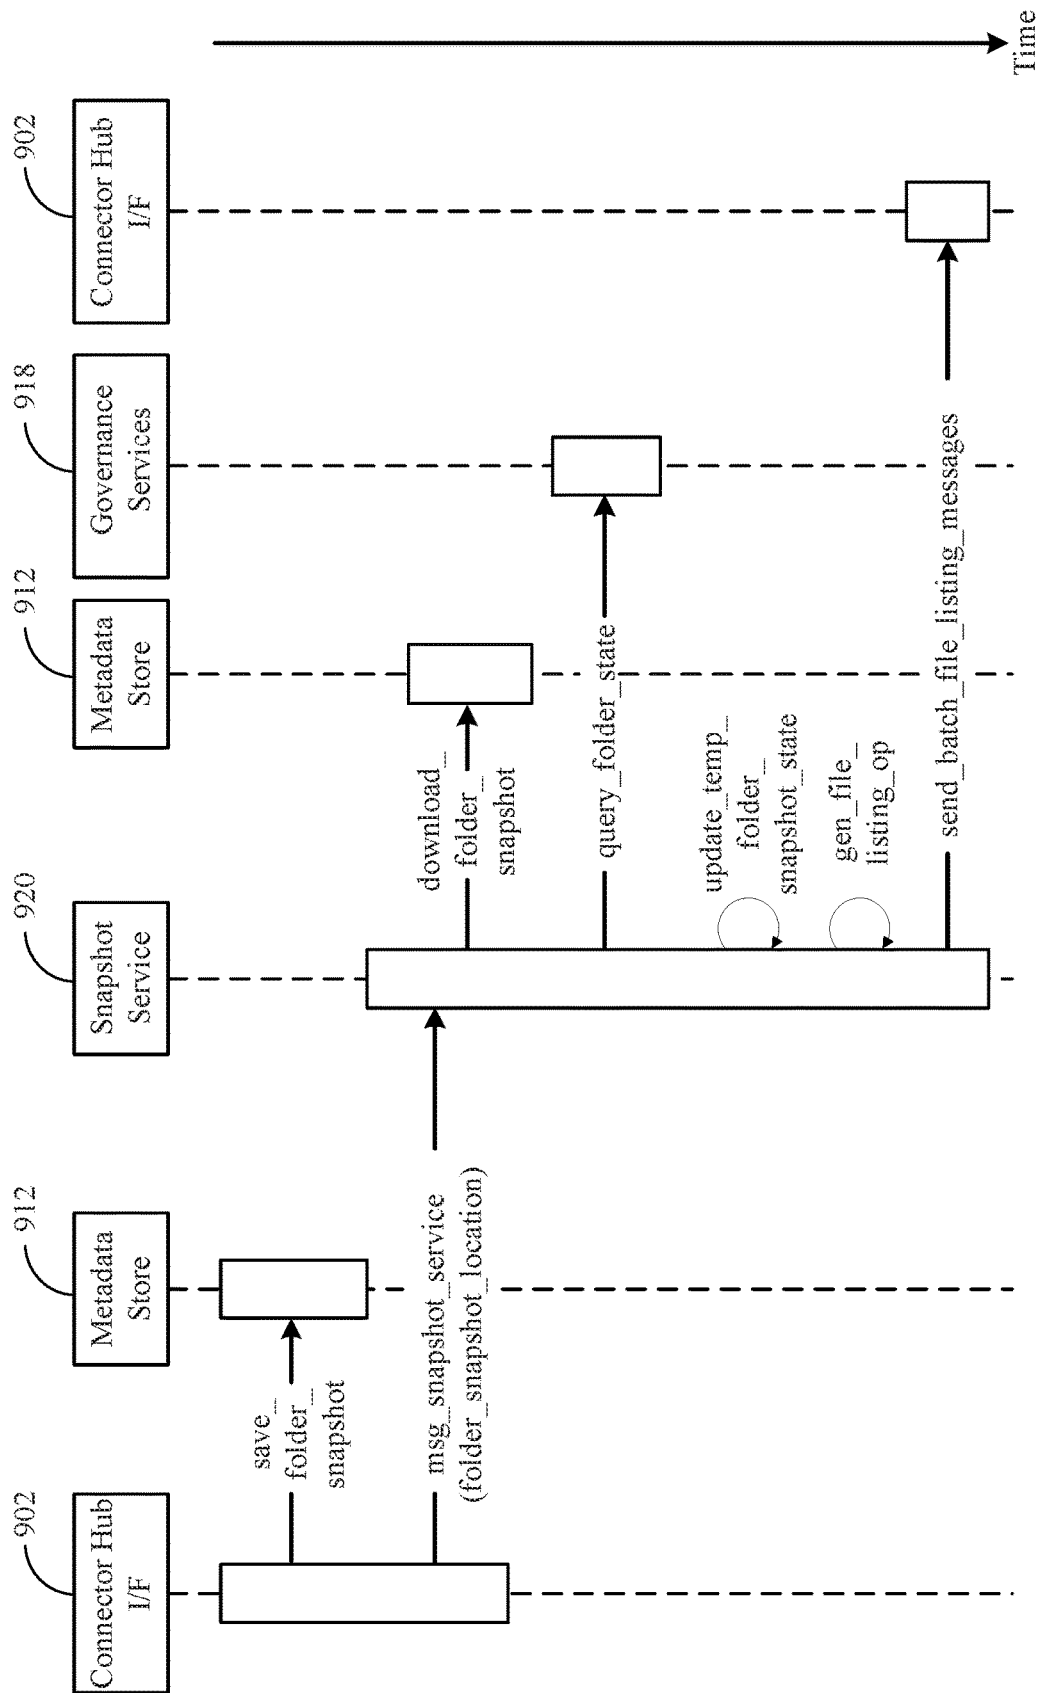 902
Connector Hub
I/F
912
Metadata
Store
920
Snapshot
Service
912
Metadata
Store
918
Governance
Services
902
Connector Hub
I/F
save_
folder_
snapshot
msg_snapshot_service
(folder_snapshot_location)
download_
folder_
snapshot
query_folder_state
update_temp_
folder_
snapshot_state
gen_file_
listing_op
send_batch_file_listing_messages
Time